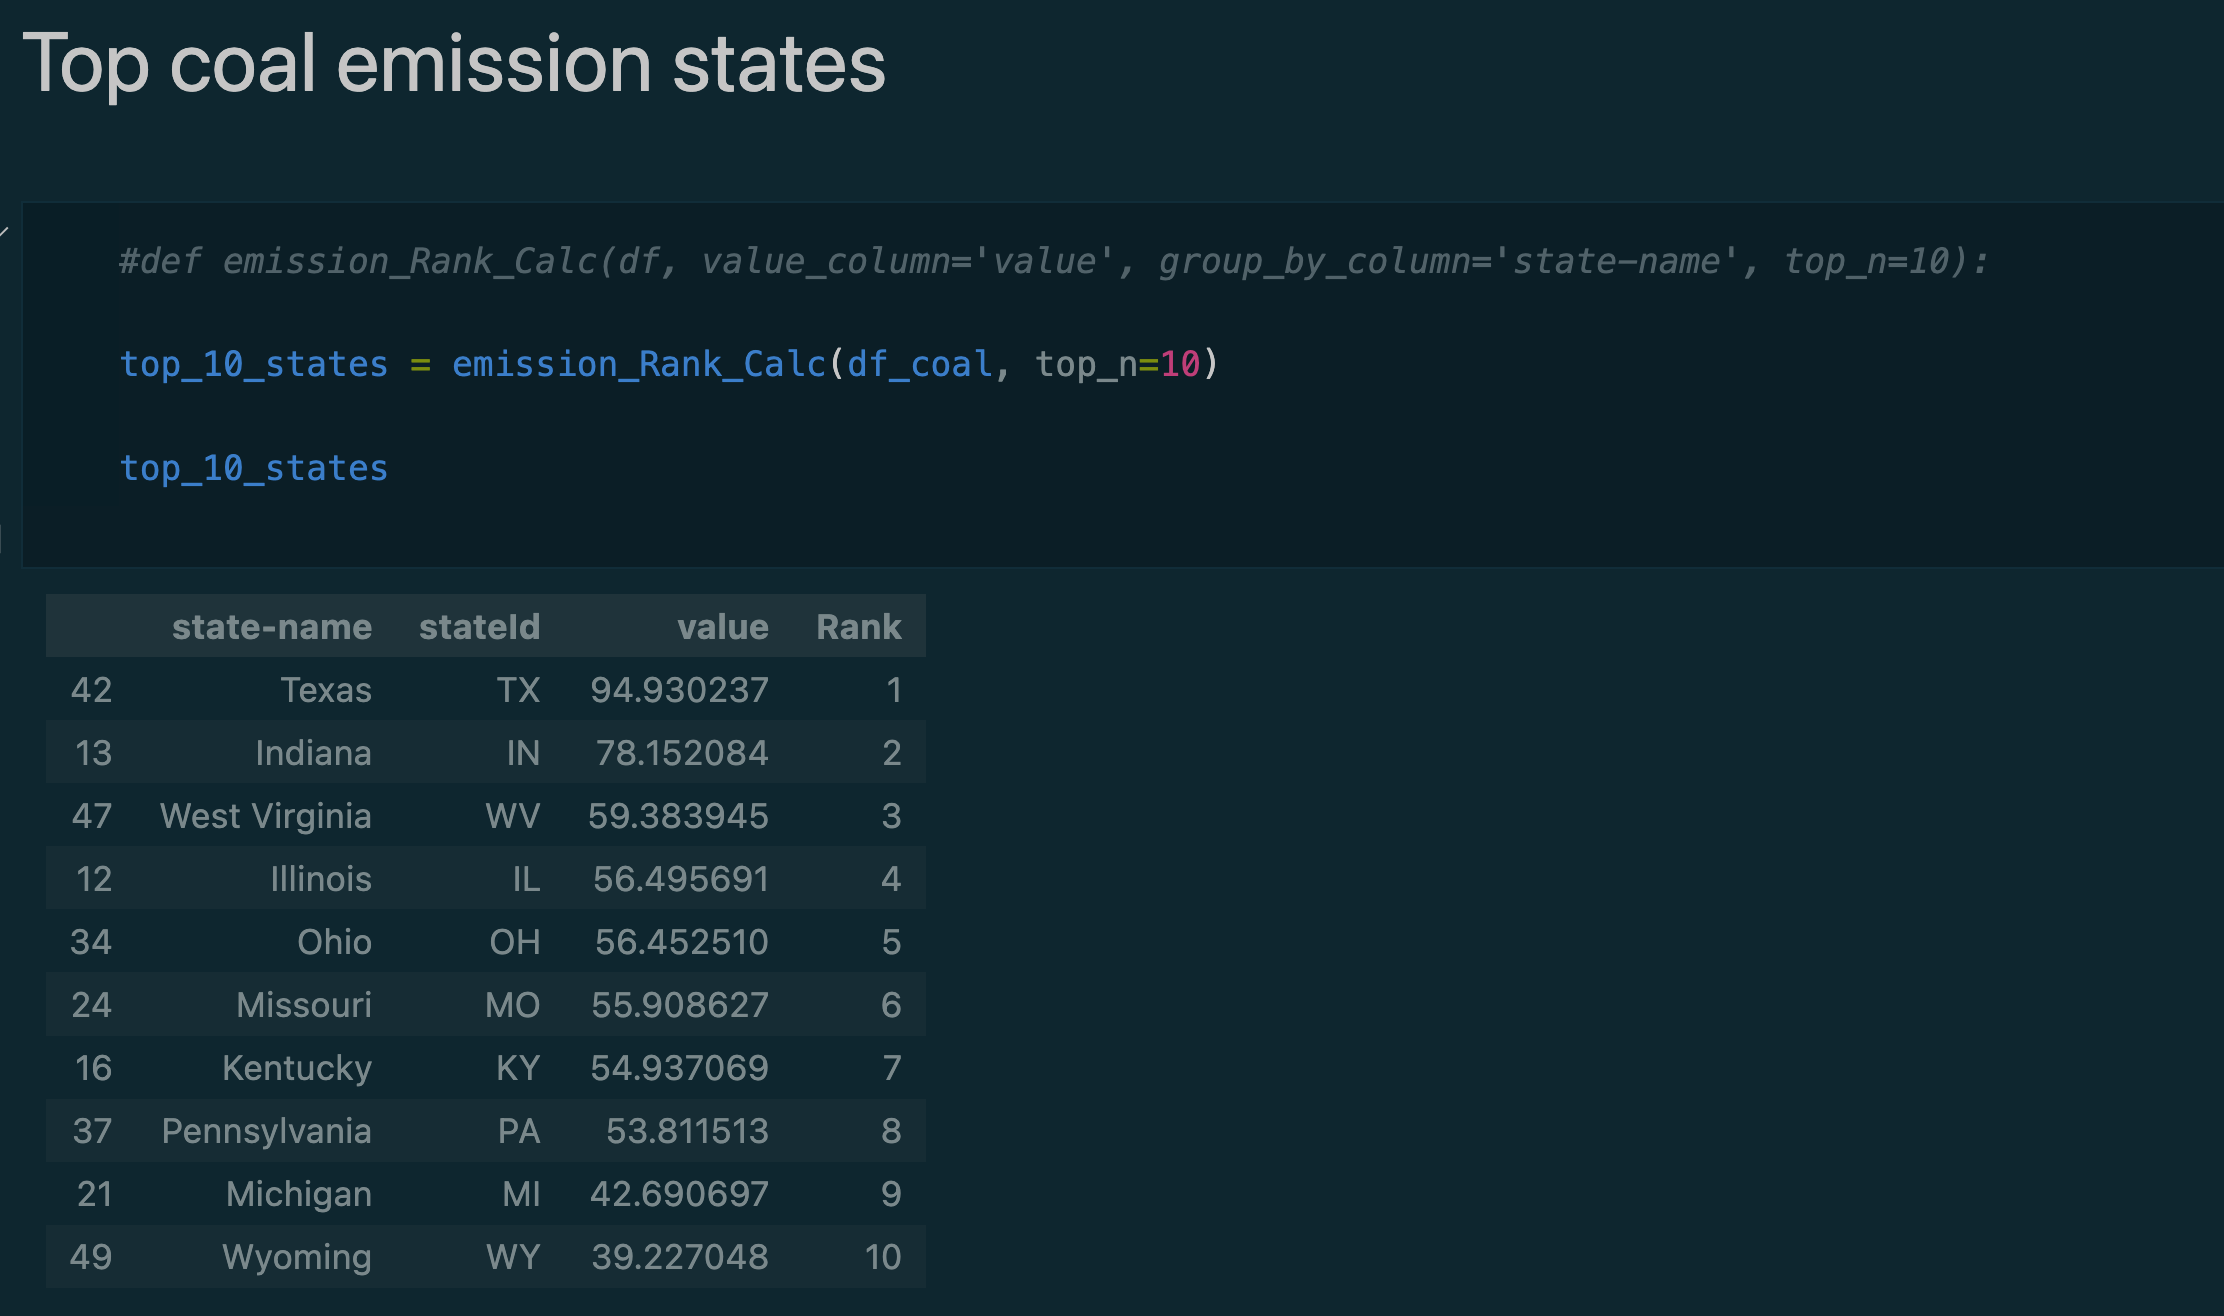 Top coal emission states
#def emission_Rank_Calc(df, value_column='value', group_by_column='state-name', top_n=10):
top_10_states = emission_Rank_Calc(df_coal, top_n=10)
top_10_states
state-name stateId value Rank
42 Texas TX 94.930237 1
13 Indiana IN 78.152084 2
47 West Virginia WV 59.383945 3
12 Illinois IL 56.495691 4
34 Ohio OH 56.452510 5
24 Missouri MO 55.908627 6
16 Kentucky KY 54.937069 7
37 Pennsylvania PA 53.811513 8
21 Michigan MI 42.690697 9
49 Wyoming WY 39.227048 10